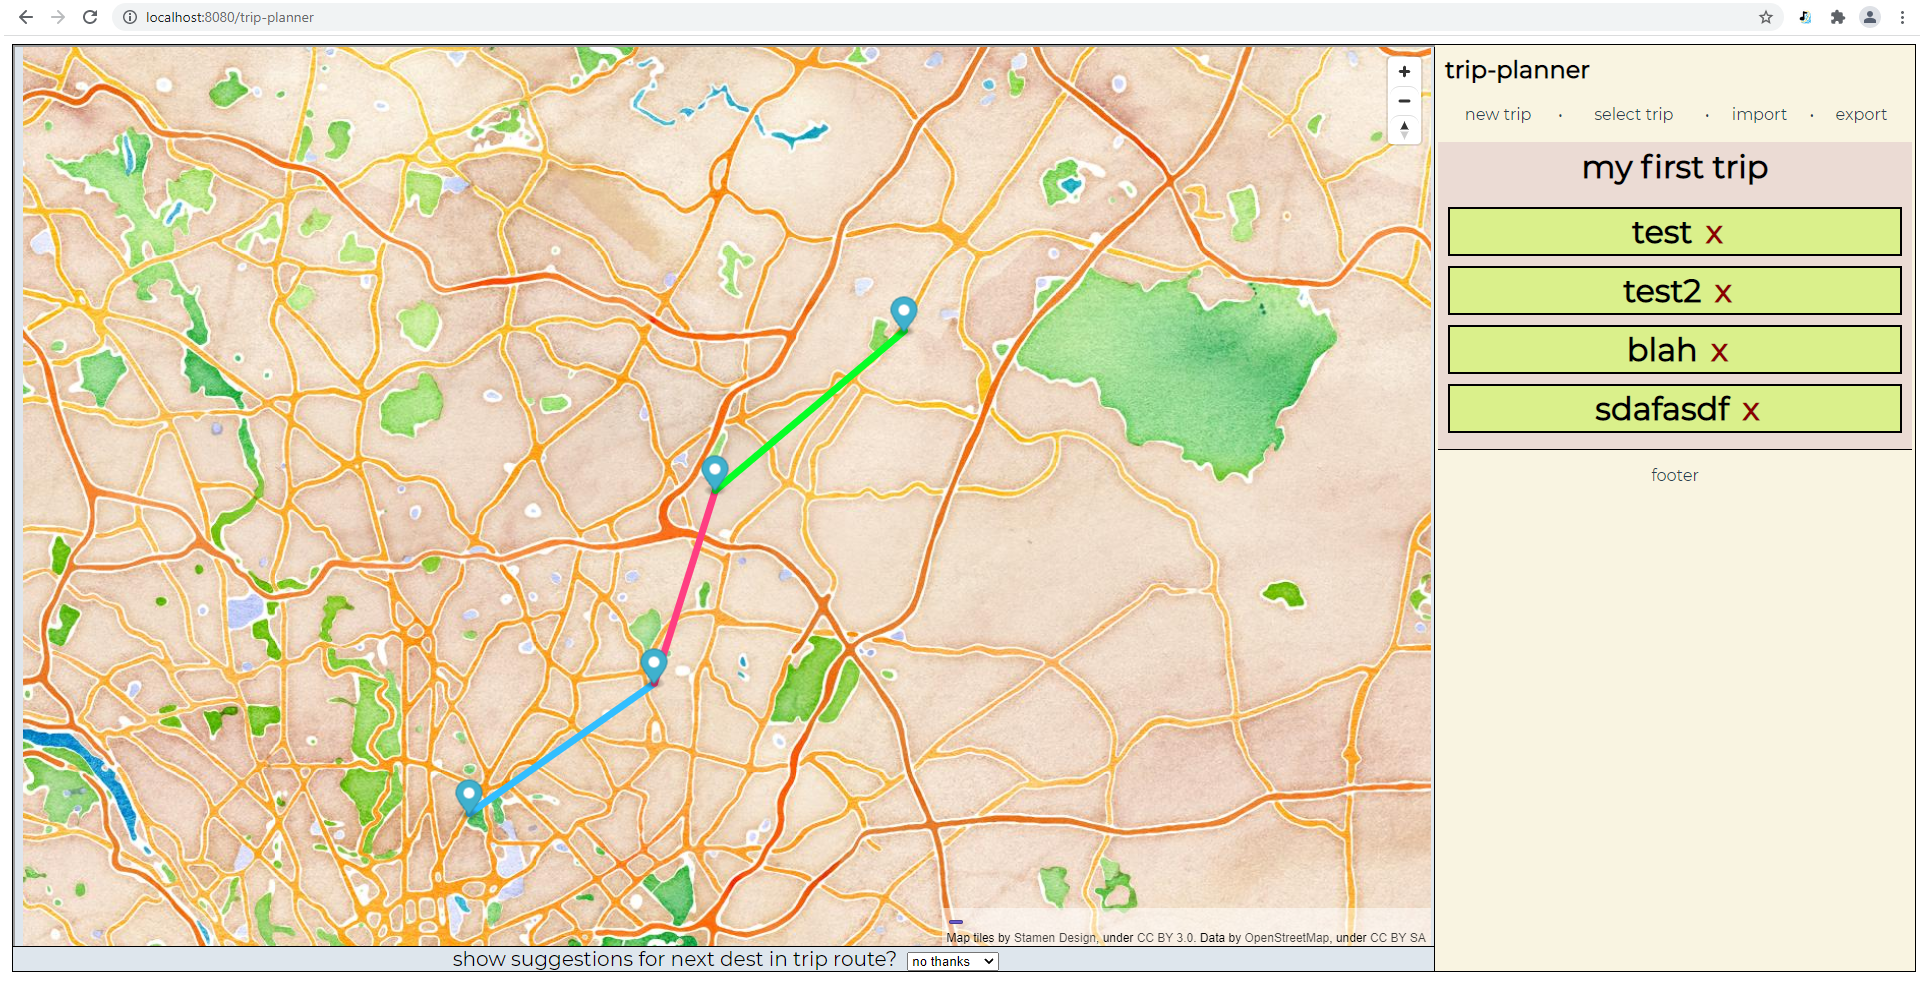 localhost:8080/trip-planner
trip-planner
new trip • select trip • import • export
my first trip
test x
test2 x
blah x
sdafasdf x
footer
Map tiles by Stamen Design, under CC BY 3.0. Data by OpenStreetMap, under CC BY SA
show suggestions for next dest in trip route? no thanks